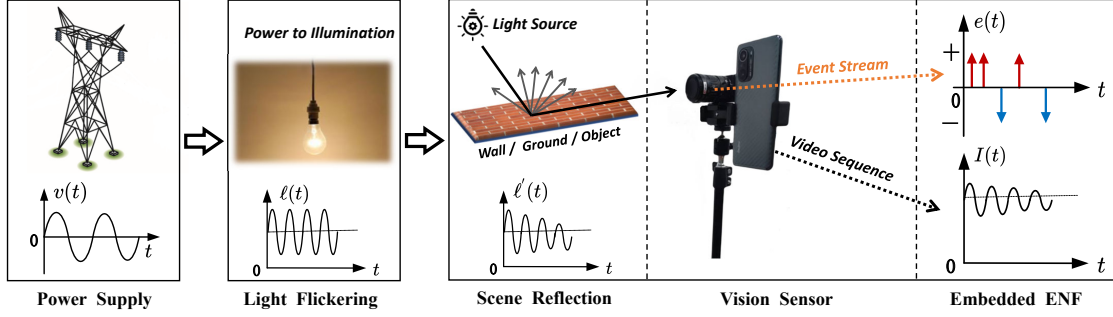 v(t)
0
t
Power Supply
Power to Illumination
ℓ(t)
0
t
Light Flickering
Light Source
Wall / Ground / Object
ℓ′(t)
0
t
Scene Reflection
Event Stream
Video Sequence
Vision Sensor
e(t)
+
0
−
t
I(t)
0
t
Embedded ENF